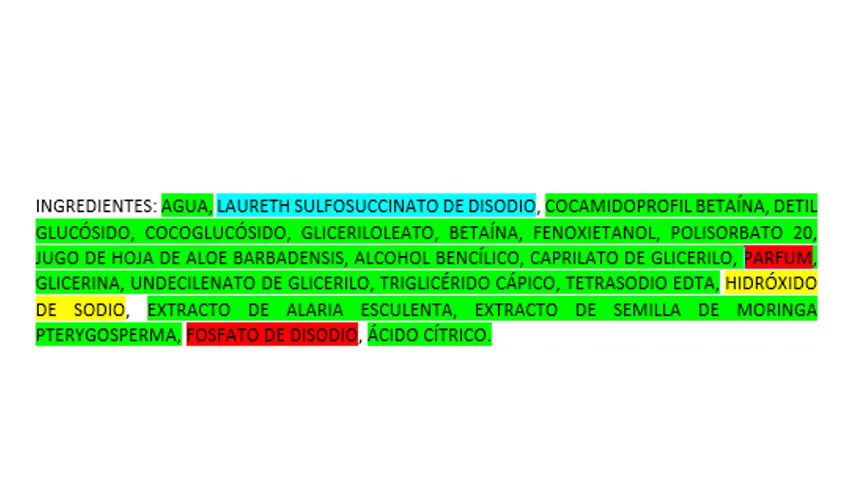 INGREDIENTES: AGUA, LAURETH SULFOSUCCINATO DE DISODIO, COCAMIDOPROFIL BETAÍNA, DETIL
GLUCÓSIDO, COCOGLUCÓSIDO, GLICERILOLEATO, BETAÍNA, FENOXIETANOL, POLISORBATO 20,
JUGO DE HOJA DE ALOE BARBADENSIS, ALCOHOL BENCÍLICO, CAPRILATO DE GLICERILO, PARFUM,
GLICERINA, UNDECILENATO DE GLICERILO, TRIGLICÉRIDO CÁPICO, TETRASODIO EDTA, HIDRÓXIDO
DE SODIO, EXTRACTO DE ALARIA ESCULENTA, EXTRACTO DE SEMILLA DE MORINGA
PTERYGOSPERMA, FOSFATO DE DISODIO, ÁCIDO CÍTRICO.